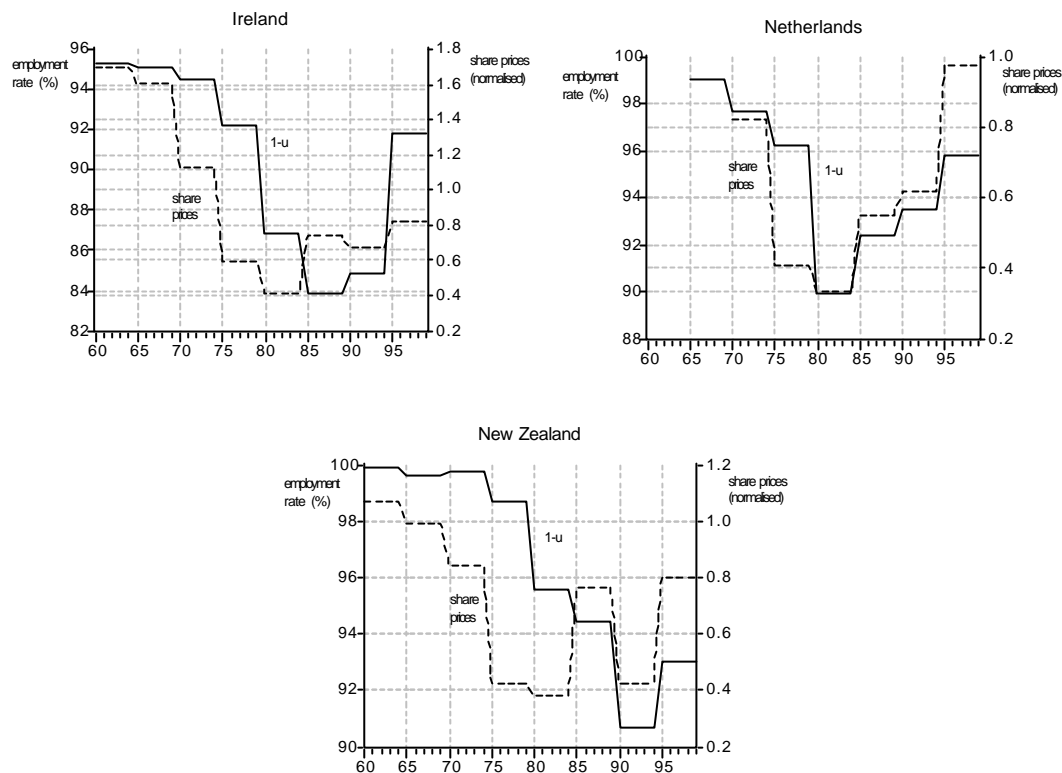 Ireland
employment
rate (%)
share prices
(normalised)
96
94
92
90
88
86
84
82
1.8
1.6
1.4
1.2
1.0
0.8
0.6
0.4
0.2
1-u
share
prices
60 65 70 75 80 85 90 95
Netherlands
employment
rate (%)
share prices
(normalised)
100
98
96
94
92
90
88
1.0
0.8
0.6
0.4
0.2
share
prices
1-u
60 65 70 75 80 85 90 95
New Zealand
employment
rate (%)
share prices
(normalised)
100
98
96
94
92
90
1.2
1.0
0.8
0.6
0.4
0.2
1-u
share
prices
60 65 70 75 80 85 90 95